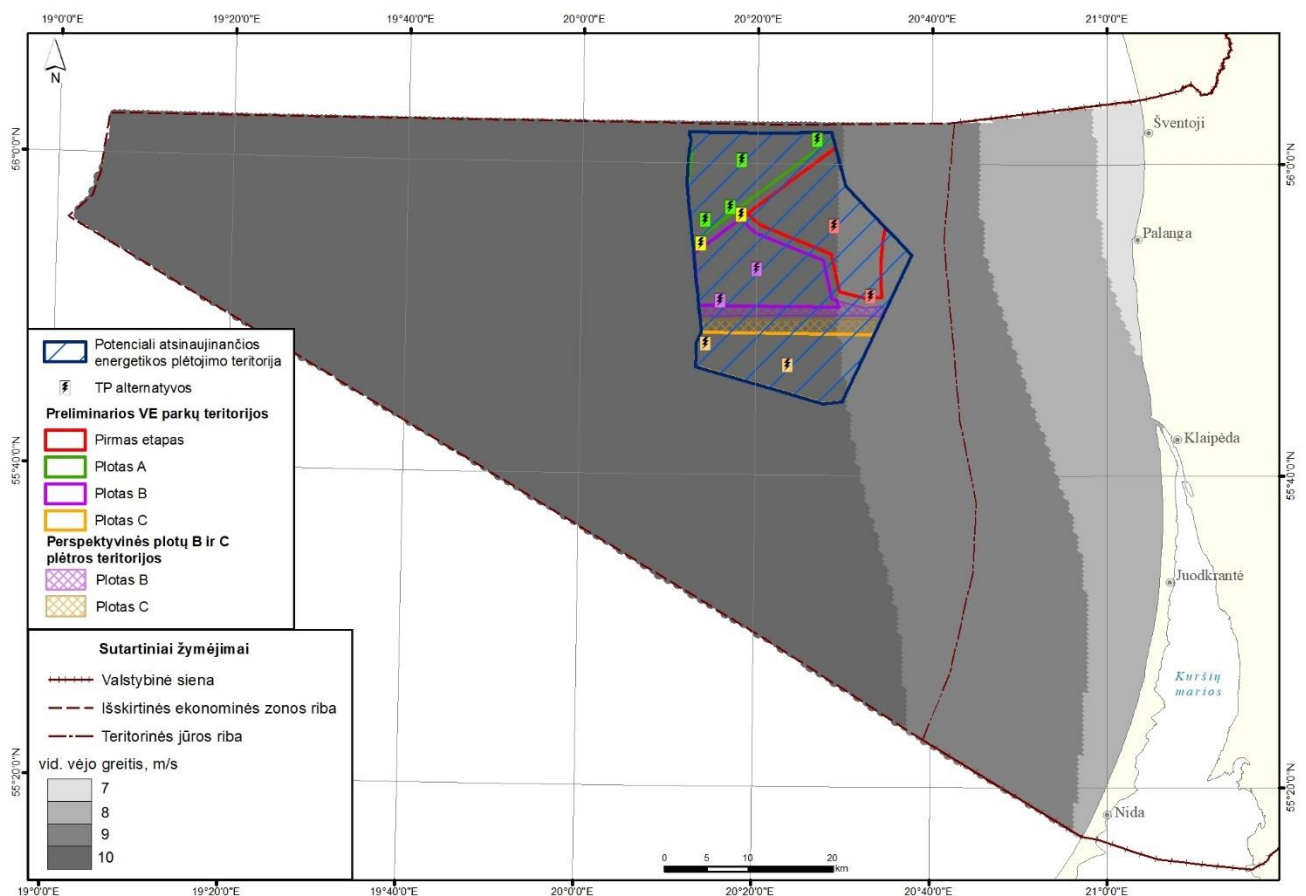 19°0'0"E 19°20'0"E 19°40'0"E 20°0'0"E 20°20'0"E 20°40'0"E 21°0'0"E
N
Šventoji
56°0'0"N
56°0'0"N
Palanga
Potenciali atsinaujinančios
energetikos plėtojimo teritorija
TP alternatyvos
Preliminarios VE parkų teritorijos
Pirmas etapas
Plotas A
Plotas B
Plotas C
Perspektyvinės plotų B ir C
plėtros teritorijos
Plotas B
Plotas C
Klaipėda
55°40'0"N
55°40'0"N
Juodkrantė
Kuršių
marios
Sutartiniai žymėjimai
Valstybinė siena
Išskirtinės ekonominės zonos riba
Teritorinės jūros riba
vid. vėjo greitis, m/s
7
8
9
10
55°20'0"N
55°20'0"N
Nida
0 5 10 20
km
19°0'0"E 19°20'0"E 19°40'0"E 20°0'0"E 20°20'0"E 20°40'0"E 21°0'0"E